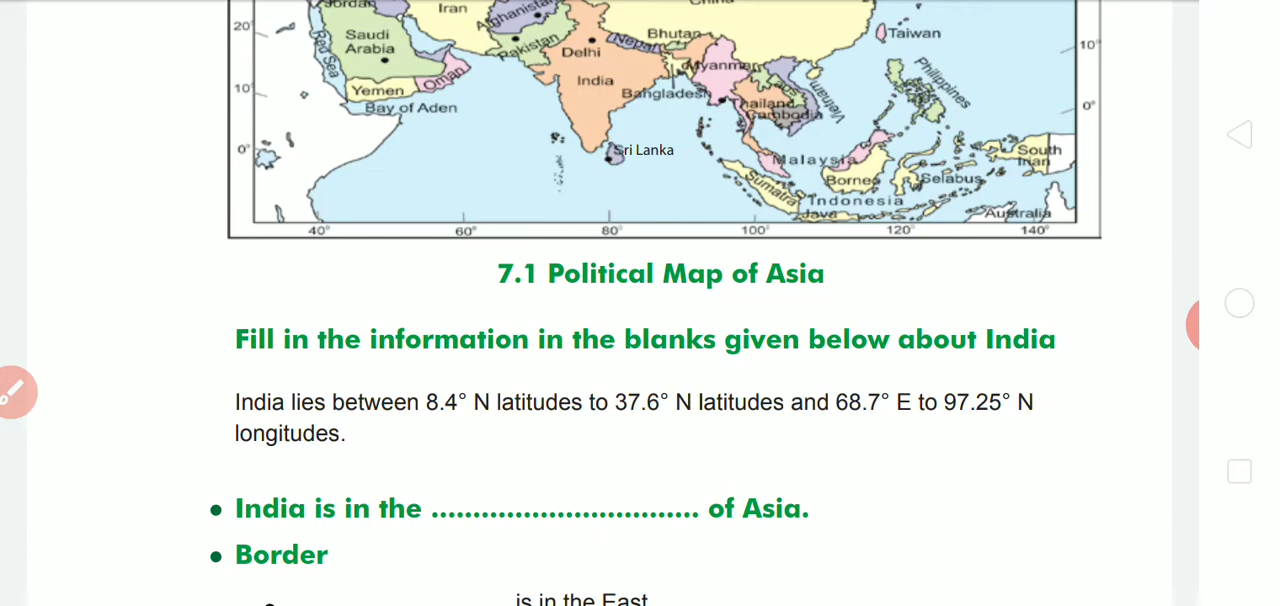 China
Jordan
Iran
Afghanistan
20°
Saudi
Arabia
Red Sea
Pakistan
Delhi
Nepal
Bhutan
Taiwan
10°
India
Myanmar
Bangladesh
Oman
Yemen
10°
Bay of Aden
Thailand
Cambodia
Vietnam
Philippines
0°
0°
Sri Lanka
Malaysia
South
Irian
Sumatra
Borneo
Selabus
Indonesia
Java
Australia
40°
60°
80°
100°
120°
140°
7.1 Political Map of Asia
Fill in the information in the blanks given below about India
India lies between 8.4° N latitudes to 37.6° N latitudes and 68.7° E to 97.25° N
longitudes.
• India is in the ................................ of Asia.
• Border
is in the East